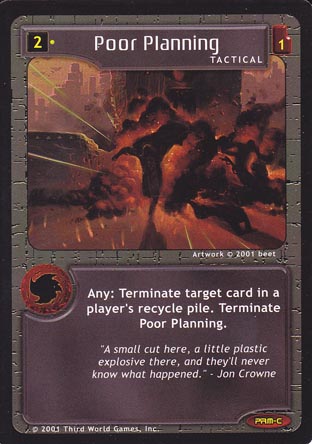 2
Poor Planning
1
TACTICAL
Artwork © 2001 beet
Any: Terminate target card in a
player's recycle pile. Terminate
Poor Planning.
"A small cut here, a little plastic
explosive there, and they'll never
know what happened." - Jon Crowne
PRM-C
© 2001 Third World Games, Inc.